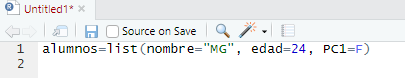 Untitled1*
Source on Save
1 alumnos=list(nombre="MG", edad=24, PC1=F)
2